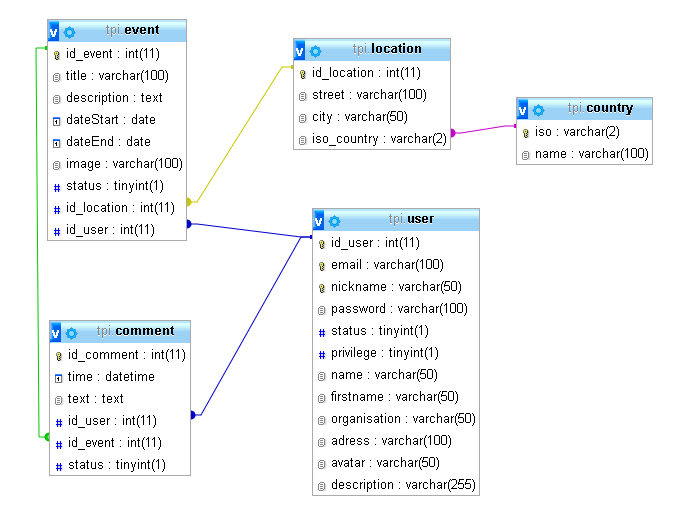 tpi.event
id_event : int(11)
title : varchar(100)
description : text
dateStart : date
dateEnd : date
image : varchar(100)
status : tinyint(1)
id_location : int(11)
id_user : int(11)
tpi.location
id_location : int(11)
street : varchar(100)
city : varchar(50)
iso_country : varchar(2)
tpi.country
iso : varchar(2)
name : varchar(100)
tpi.user
id_user : int(11)
email : varchar(100)
nickname : varchar(50)
password : varchar(100)
status : tinyint(1)
privilege : tinyint(1)
name : varchar(50)
firstname : varchar(50)
organisation : varchar(50)
adress : varchar(100)
avatar : varchar(50)
description : varchar(255)
tpi.comment
id_comment : int(11)
time : datetime
text : text
id_user : int(11)
id_event : int(11)
status : tinyint(1)